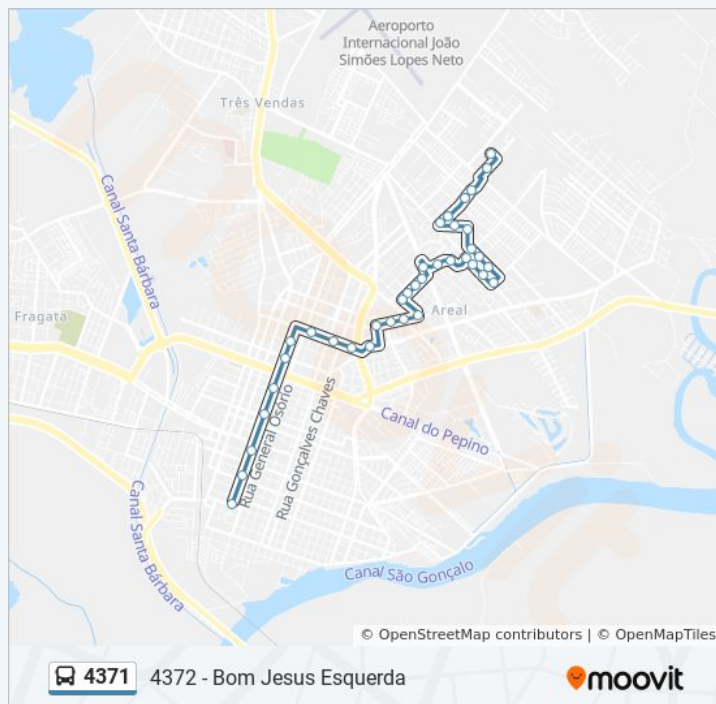 Aeroporto
Internacional João
Simões Lopes Neto
Três Vendas
Canal Santa Bárbara
Fragata
Areal
Rua General Osório
Rua Gonçalves Chaves
Canal do Pepino
Canal Santa Bárbara
Canal São Gonçalo
© OpenStreetMap contributors | © OpenMapTiles
4371 4372 - Bom Jesus Esquerda
moovit